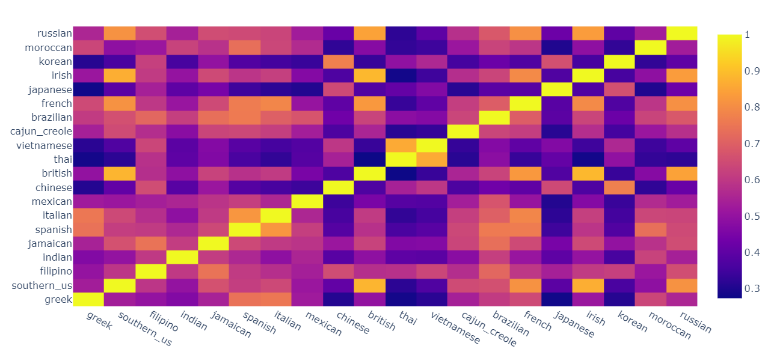 russian
moroccan
korean
irish
japanese
french
brazilian
cajun_creole
vietnamese
thai
british
chinese
mexican
italian
spanish
jamaican
indian
filipino
southern_us
greek
greek
southern_us
filipino
indian
jamaican
spanish
italian
mexican
chinese
british
thai
vietnamese
cajun_creole
brazilian
french
japanese
irish
korean
moroccan
russian
1
0.9
0.8
0.7
0.6
0.5
0.4
0.3